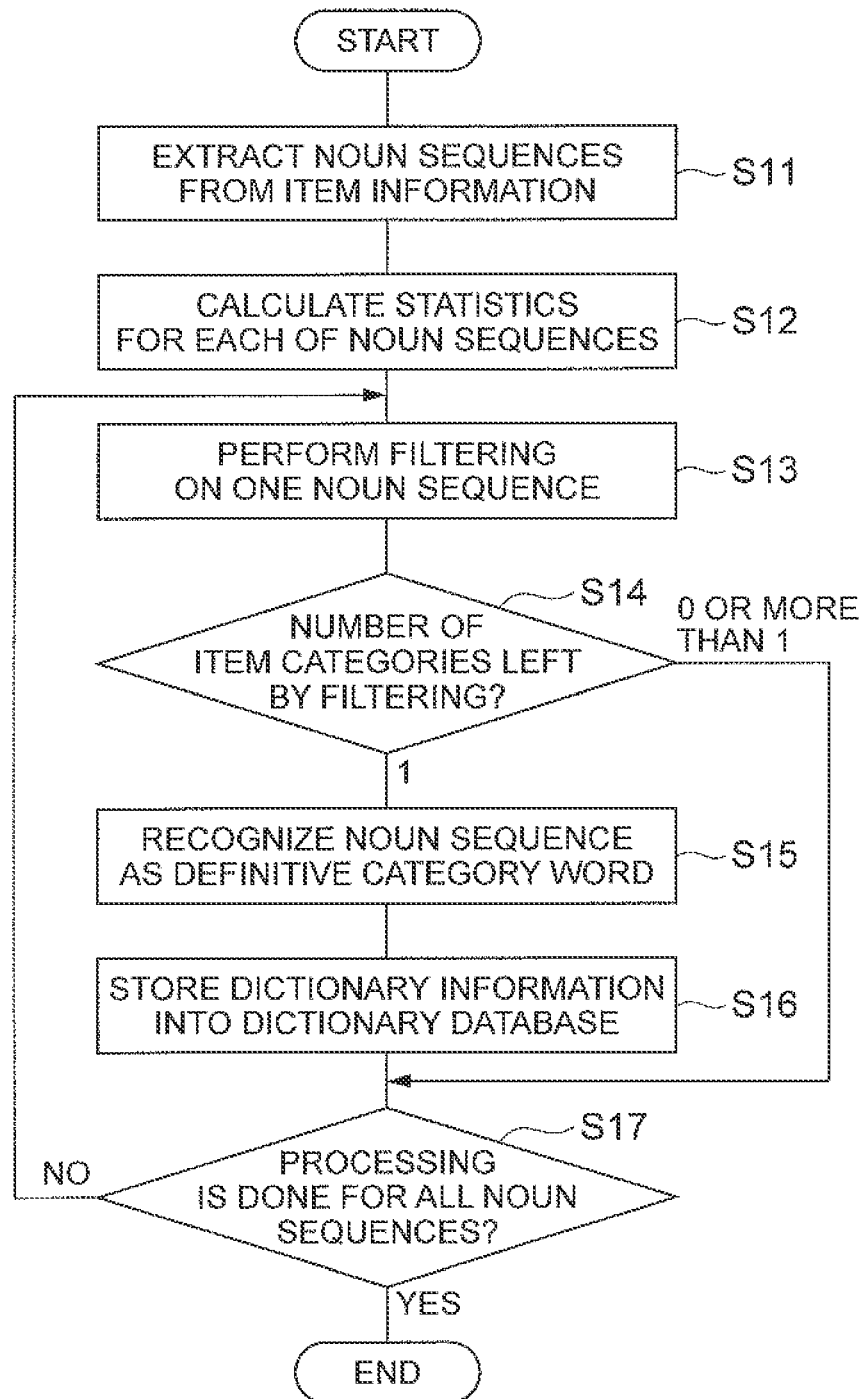 START
EXTRACT NOUN SEQUENCES
FROM ITEM INFORMATION
S11
CALCULATE STATISTICS
FOR EACH OF NOUN SEQUENCES
S12
PERFORM FILTERING
ON ONE NOUN SEQUENCE
S13
S14
NUMBER OF
ITEM CATEGORIES LEFT
BY FILTERING?
0 OR MORE
THAN 1
1
RECOGNIZE NOUN SEQUENCE
AS DEFINITIVE CATEGORY WORD
S15
STORE DICTIONARY INFORMATION
INTO DICTIONARY DATABASE
S16
S17
PROCESSING
IS DONE FOR ALL NOUN
SEQUENCES?
NO
YES
END